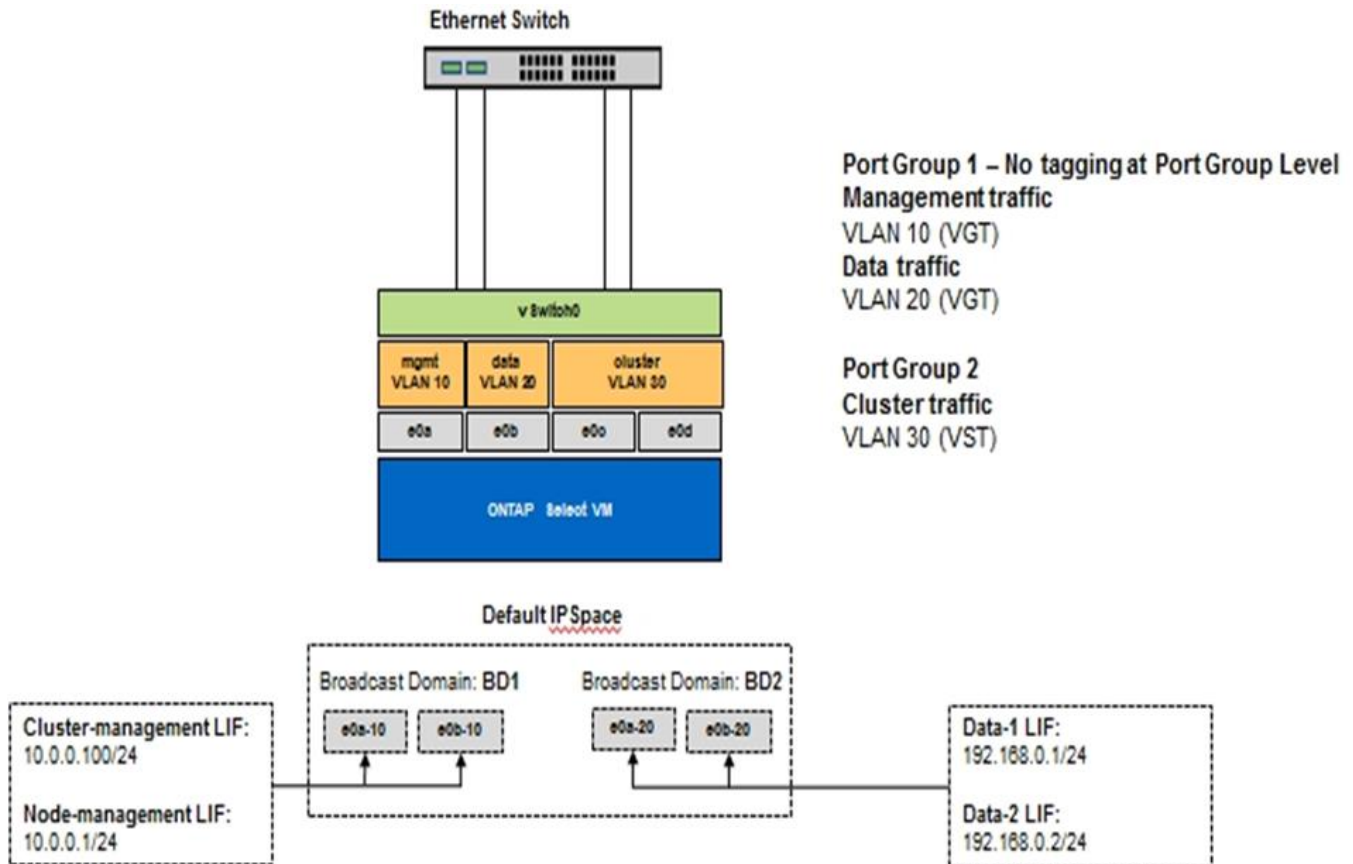 Ethernet Switch
Port Group 1 – No tagging at Port Group Level
Management traffic
VLAN 10 (VGT)
Data traffic
VLAN 20 (VGT)
Port Group 2
Cluster traffic
VLAN 30 (VST)
vSwitch0
mgmt
VLAN 10
data
VLAN 20
cluster
VLAN 30
e0a
e0b
e0c
e0d
ONTAP Select VM
Default IPSpace
Broadcast Domain: BD1
Broadcast Domain: BD2
e0a-10
e0b-10
e0a-20
e0b-20
Cluster-management LIF:
10.0.0.100/24
Node-management LIF:
10.0.0.1/24
Data-1 LIF:
192.168.0.1/24
Data-2 LIF:
192.168.0.2/24